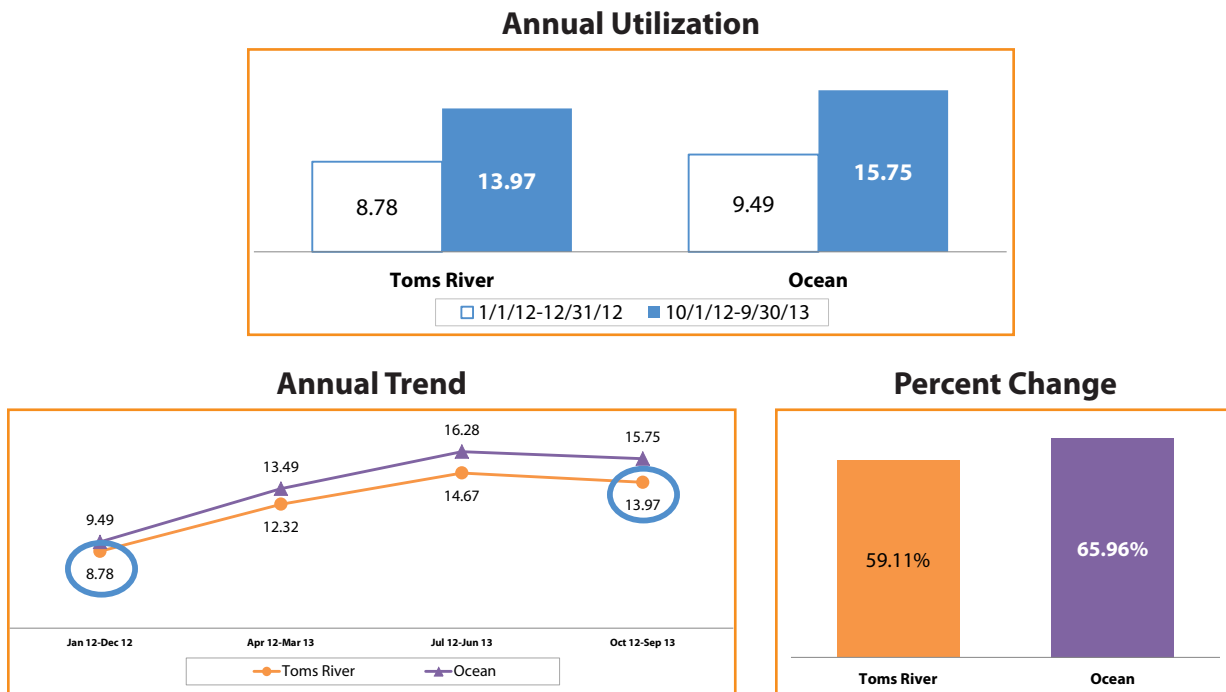 Annual Utilization
8.78
13.97
9.49
15.75
Toms River
Ocean
1/1/12-12/31/12
10/1/12-9/30/13
Annual Trend
9.49
13.49
16.28
15.75
8.78
12.32
14.67
13.97
Jan 12-Dec 12
Apr 12-Mar 13
Jul 12-Jun 13
Oct 12-Sep 13
Toms River
Ocean
Percent Change
59.11%
65.96%
Toms River
Ocean